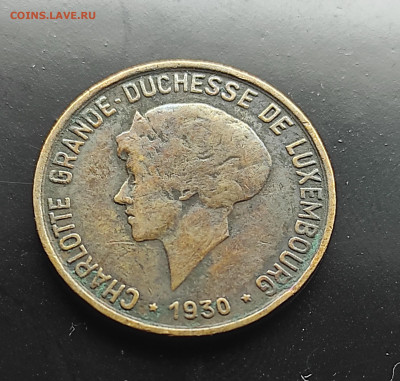 COINS.LAVE.RU
CHARLOTTE GRANDE-DUCHESSE DE LUXEMBOURG
* 1930 *